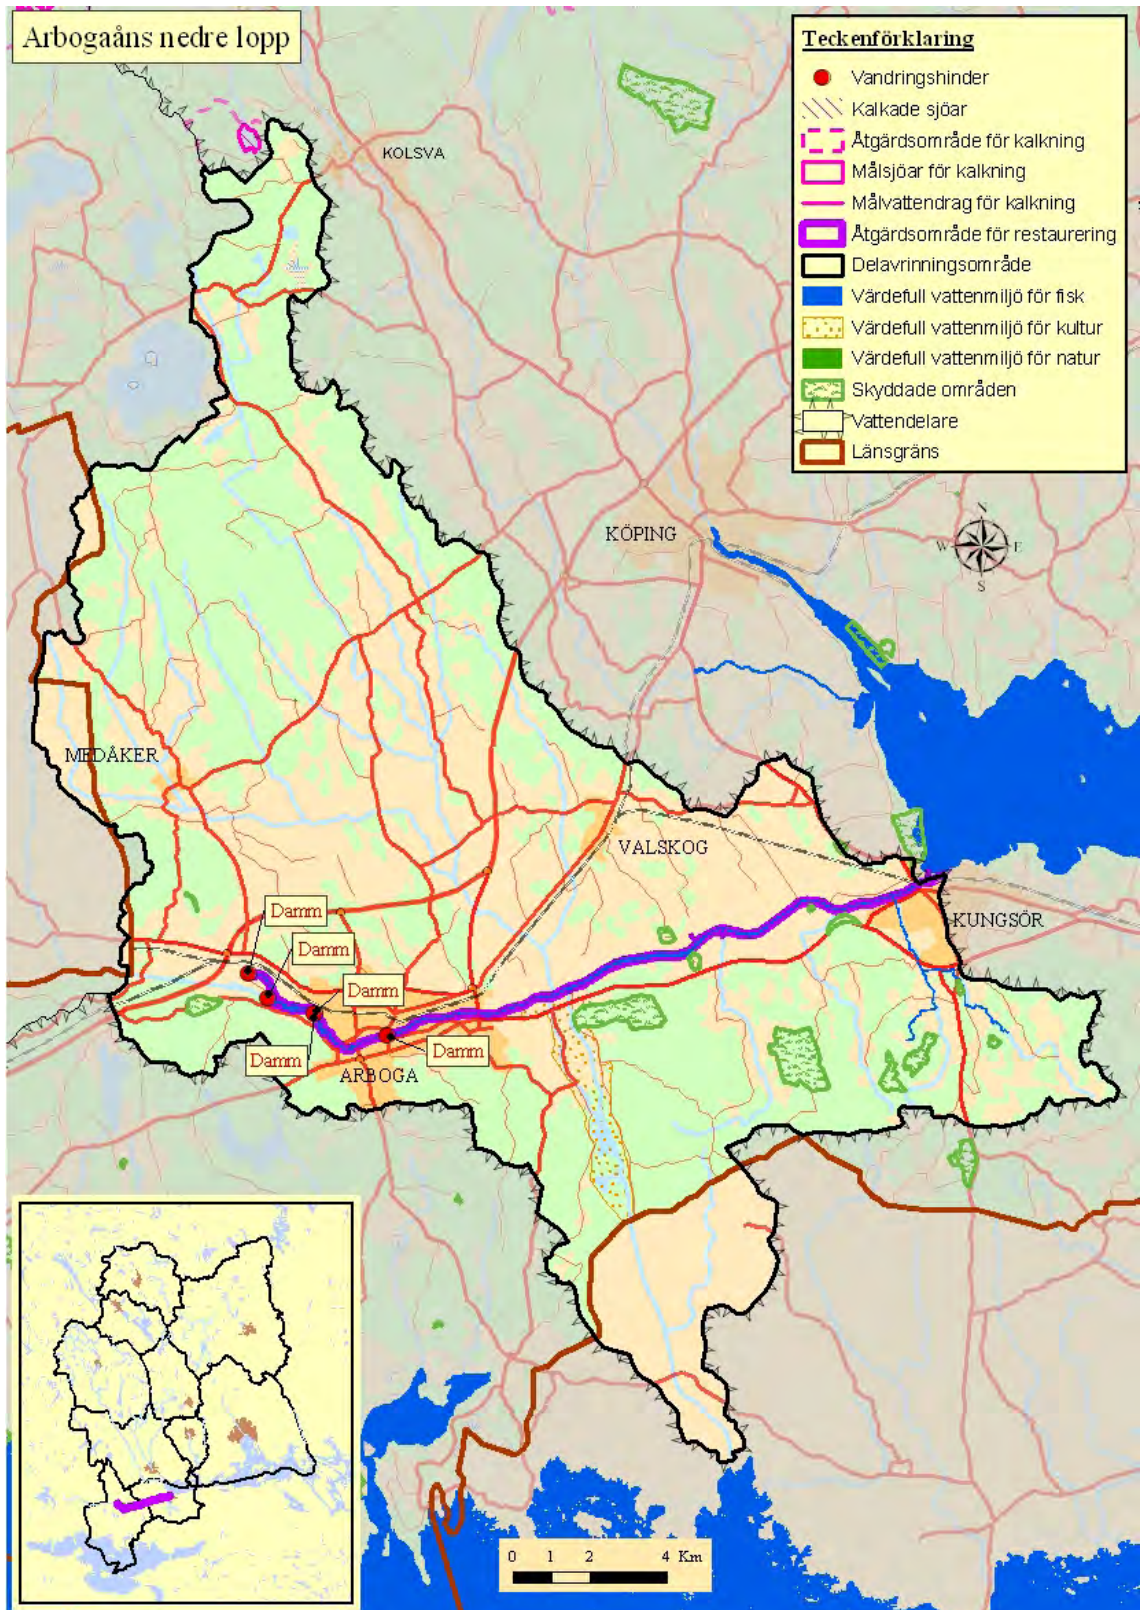 Arbogaåns nedre lopp
Teckenförklaring
Vandringshinder
Kalkade sjöar
Åtgärdsområde för kalkning
Målsjöar för kalkning
Målvattendrag för kalkning
Åtgärdsområde för restaurering
Delavrinningsområde
Värdefull vattenmiljö för fisk
Värdefull vattenmiljö för kultur
Värdefull vattenmiljö för natur
Skyddade områden
Vattendelare
Länsgräns
KOLSVA
KÖPING
N
W E
S
MEDÅKER
VALSKOG
KUNGSÖR
Damm
Damm
Damm
Damm
Damm
ARBOGA
0 1 2 4 Km